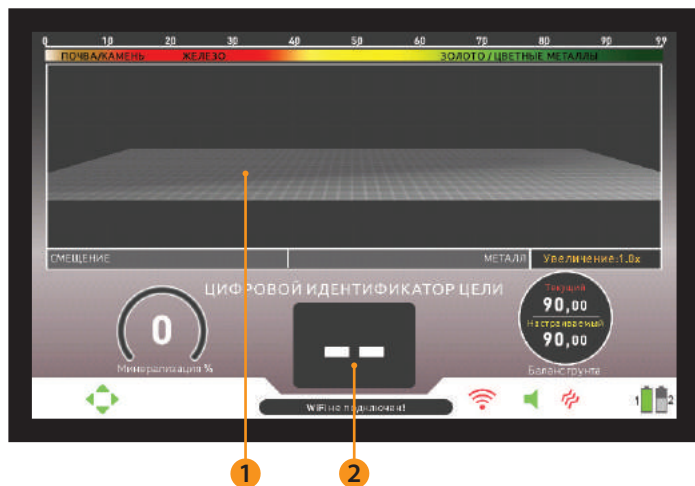 0 10 20 30 40 50 60 70 80 90 99
ПОЧВА/КАМЕНЬ ЖЕЛЕЗО ЗОЛОТО / ЦВЕТНЫЕ МЕТАЛЛЫ
СМЕЩЕНИЕ МЕТАЛЛ Увеличение:1.0x
ЦИФРОВОЙ ИДЕНТИФИКАТОР ЦЕЛИ
Текущий
90,00
Настраиваемый
90,00
0
Минерализация %
Баланс грунта
WiFi не подключен!
1 2
1 2